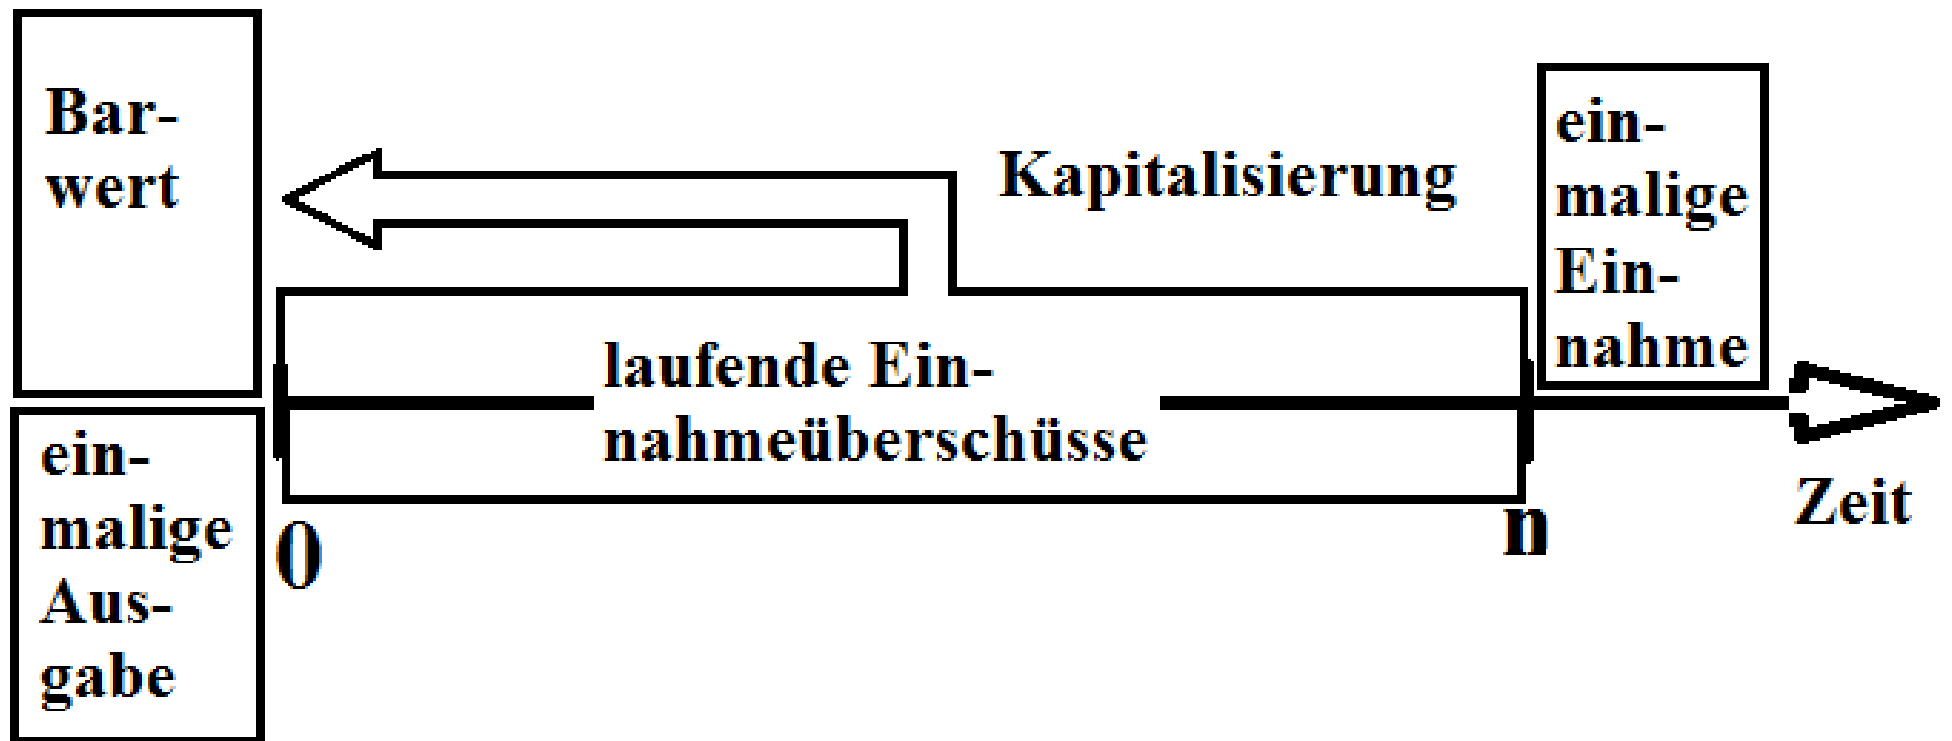 Bar-
wert
Kapitalisierung
ein-
malige
Ein-
nahme
laufende Ein-
nahmeüberschüsse
ein-
malige
Aus-
gabe
0
n
Zeit